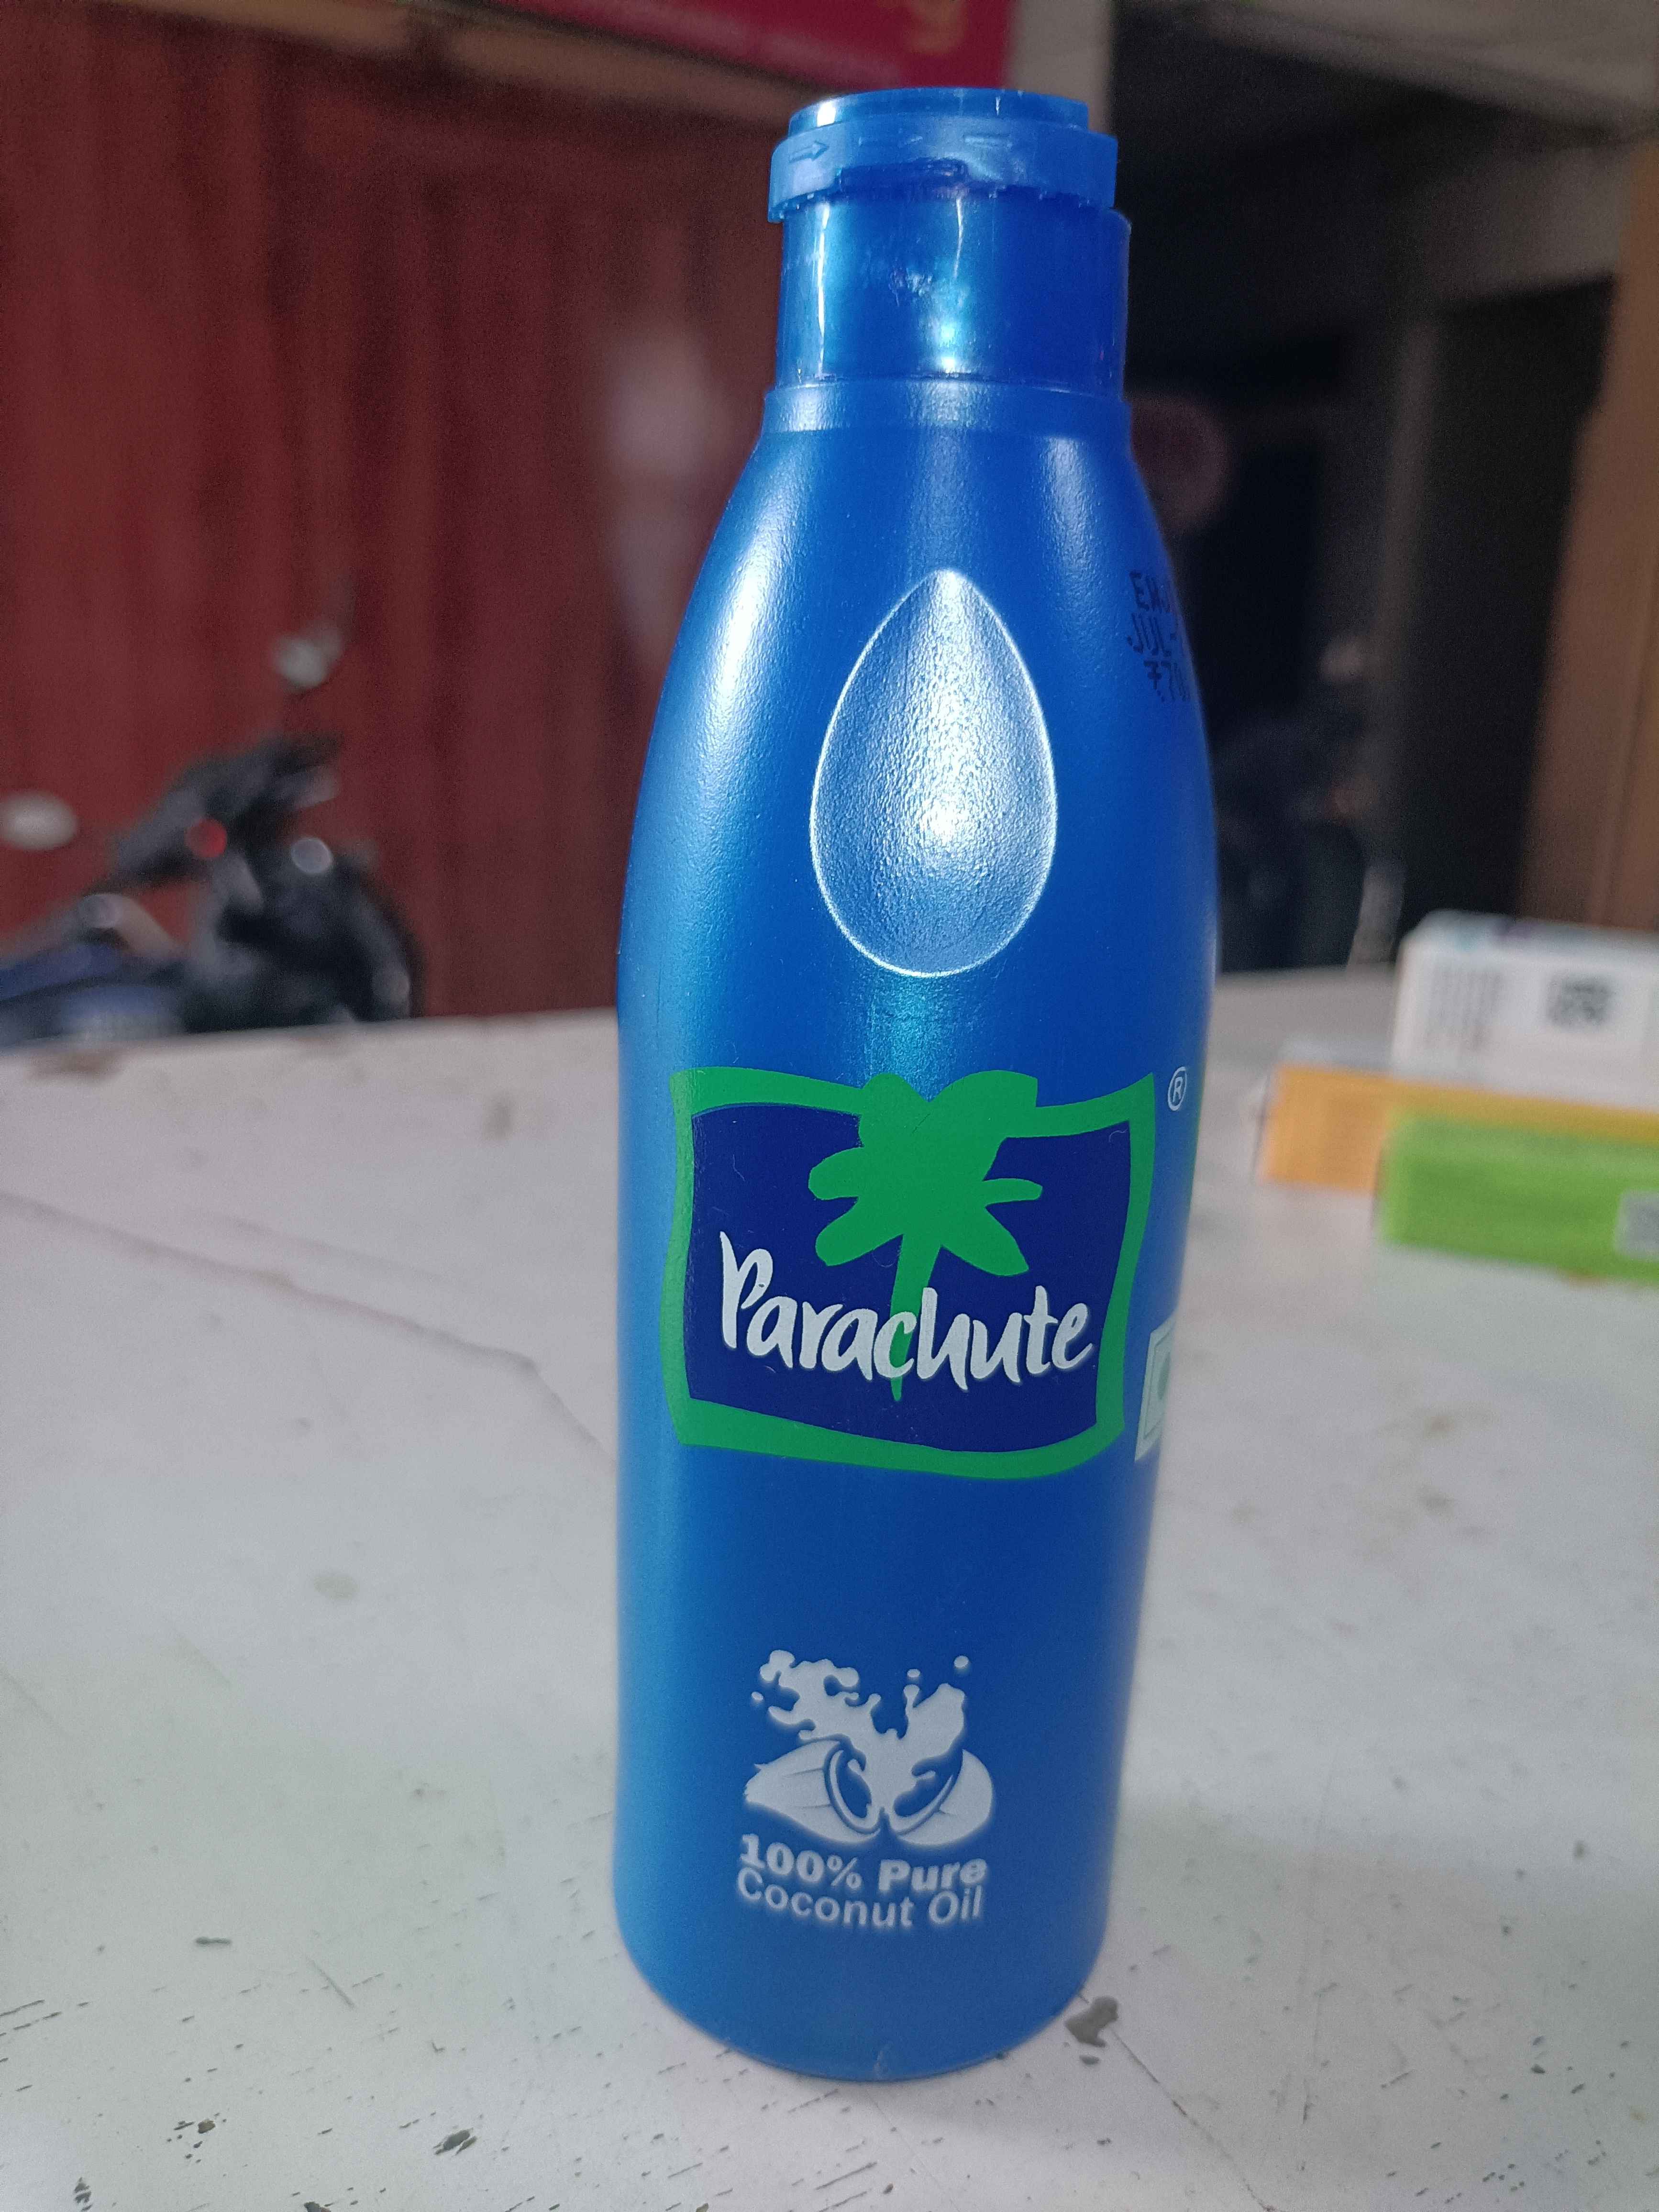 Parachute
®
100% Pure
Coconut Oil